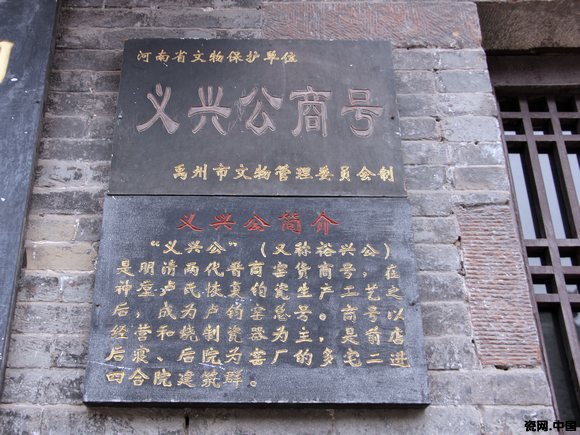 河南省文物保护单位
义兴公商号
禹州市文物管理委员会制
义兴公简介
“义兴公”（又称裕兴公）
是明清两代晋商窑货商号，在
神垕卢氏恢复钧瓷生产工艺之
后，成为卢钧窑总号。商号以
经营和烧制瓷器为主，是前店
后寝、后院为窑厂的多宅二进
四合院建筑群。
瓷网.中国